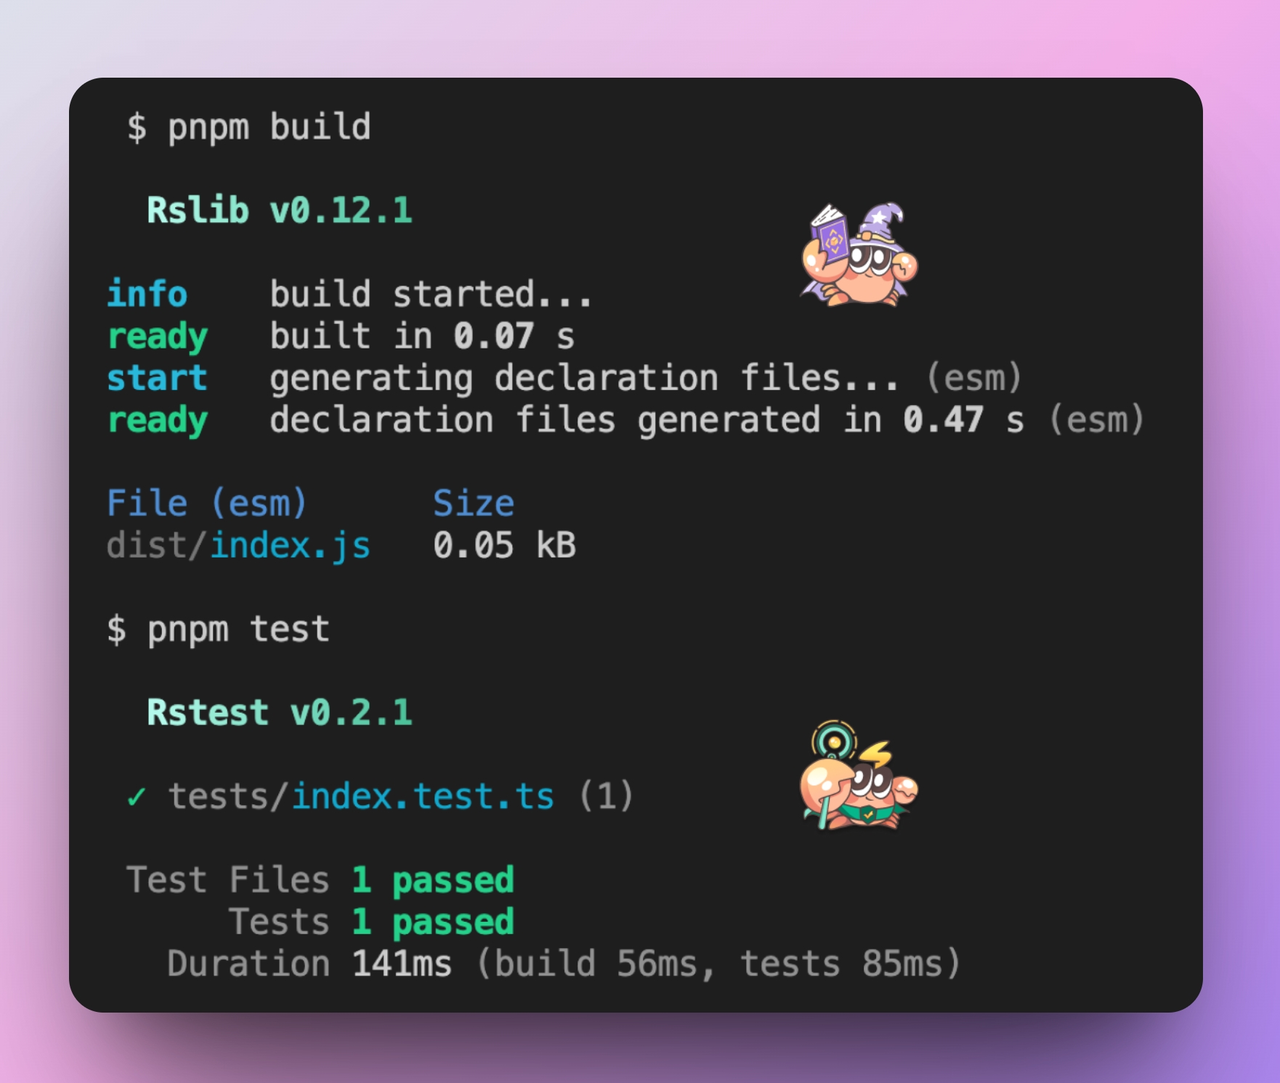 $ pnpm build
Rslib v0.12.1
info build started...
ready built in 0.07 s
start generating declaration files... (esm)
ready declaration files generated in 0.47 s (esm)
File (esm) Size
dist/index.js 0.05 kB
$ pnpm test
Rstest v0.2.1
✓ tests/index.test.ts (1)
Test Files 1 passed
Tests 1 passed
Duration 141ms (build 56ms, tests 85ms)